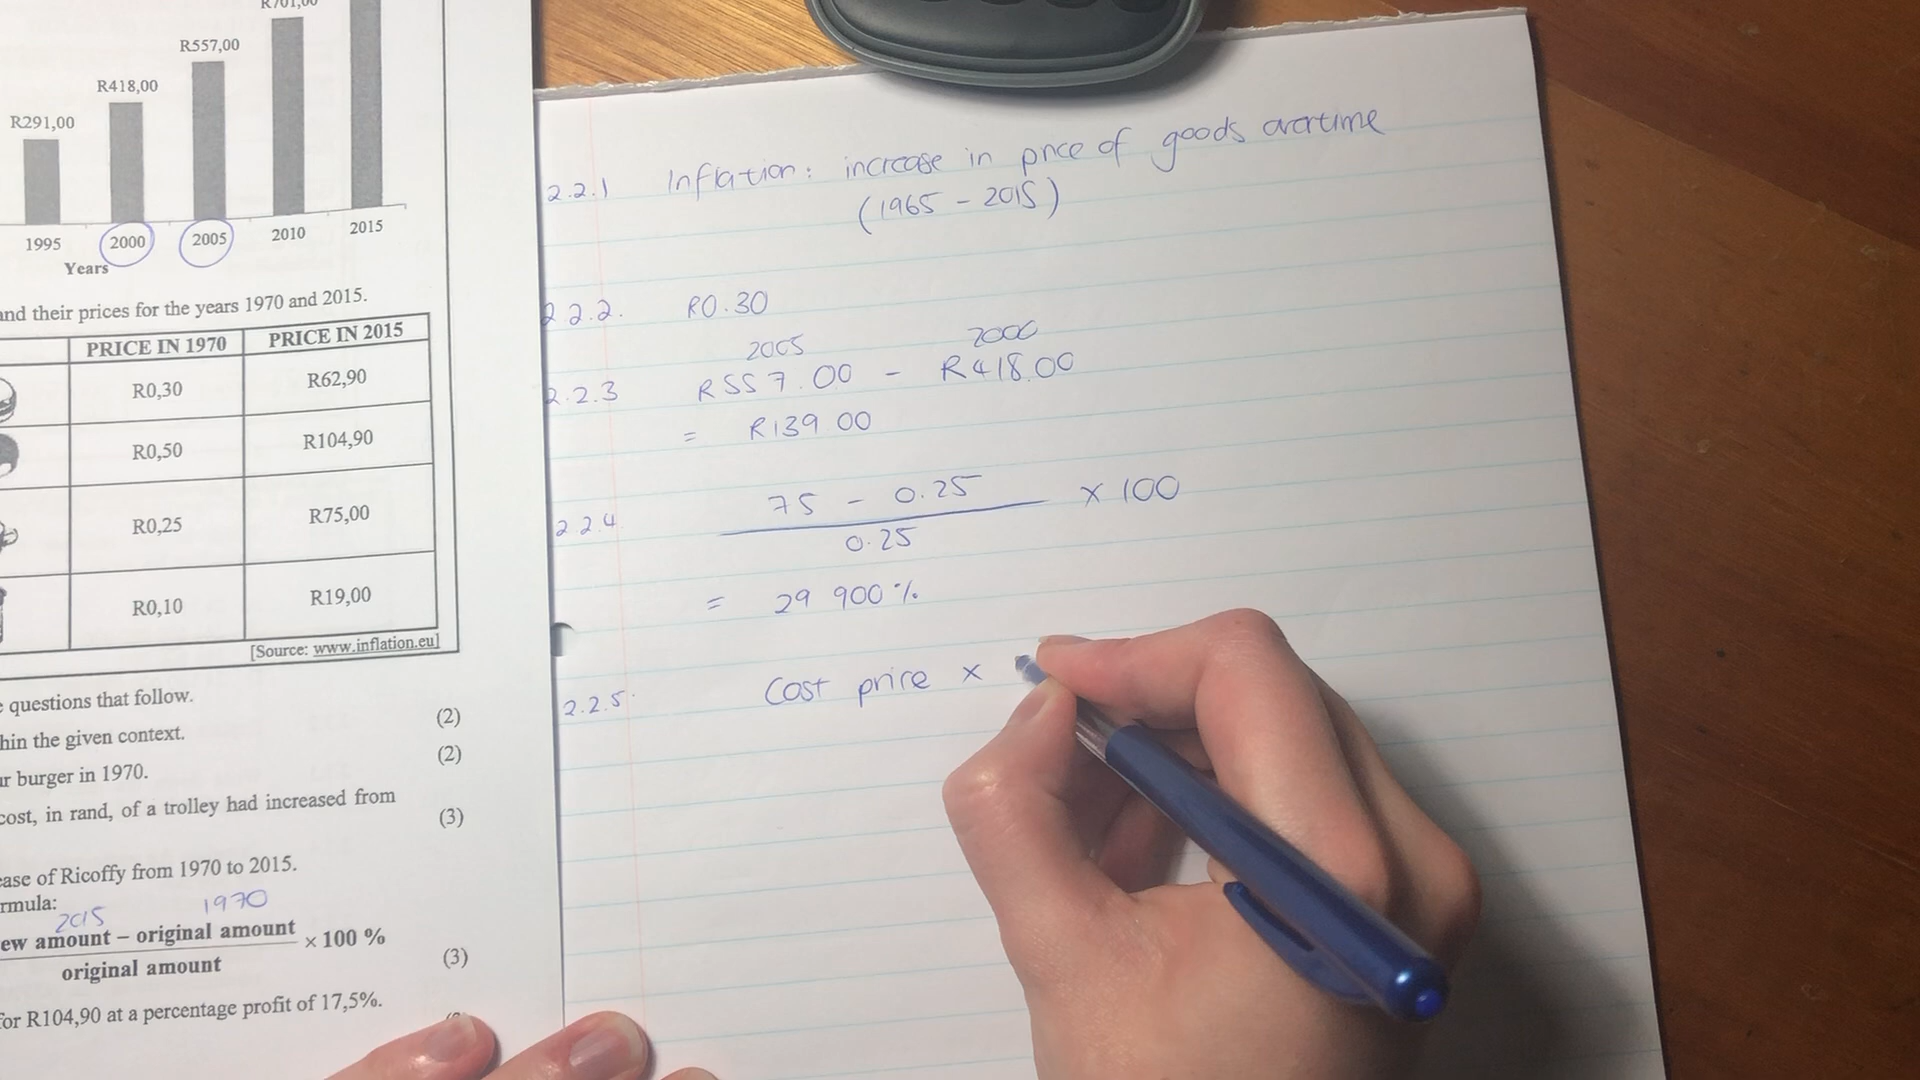 R701,00
R557,00
R418,00
R291,00
1995 2000 2005 2010 2015
Years
and their prices for the years 1970 and 2015.
PRICE IN 1970 PRICE IN 2015
R0,30 R62,90
R0,50 R104,90
R0,25 R75,00
R0,10 R19,00
[Source: www.inflation.eu]
questions that follow.
(2)
hin the given context.
(2)
ur burger in 1970.
cost, in rand, of a trolley had increased from
(3)
ease of Ricoffy from 1970 to 2015.
rmula:
2015 1970
ew amount – original amount
× 100 %
original amount
(3)
for R104,90 at a percentage profit of 17,5%.
2.2.1 Inflation: increase in price of goods overtime
(1965 - 2015)
2.2.2. R0.30
2005 2000
2.2.3 R557.00 - R418.00
= R139 00
2 2.4 75 - 0.25 x 100
0.25
= 29 900 %
2.2.5. Cost price x